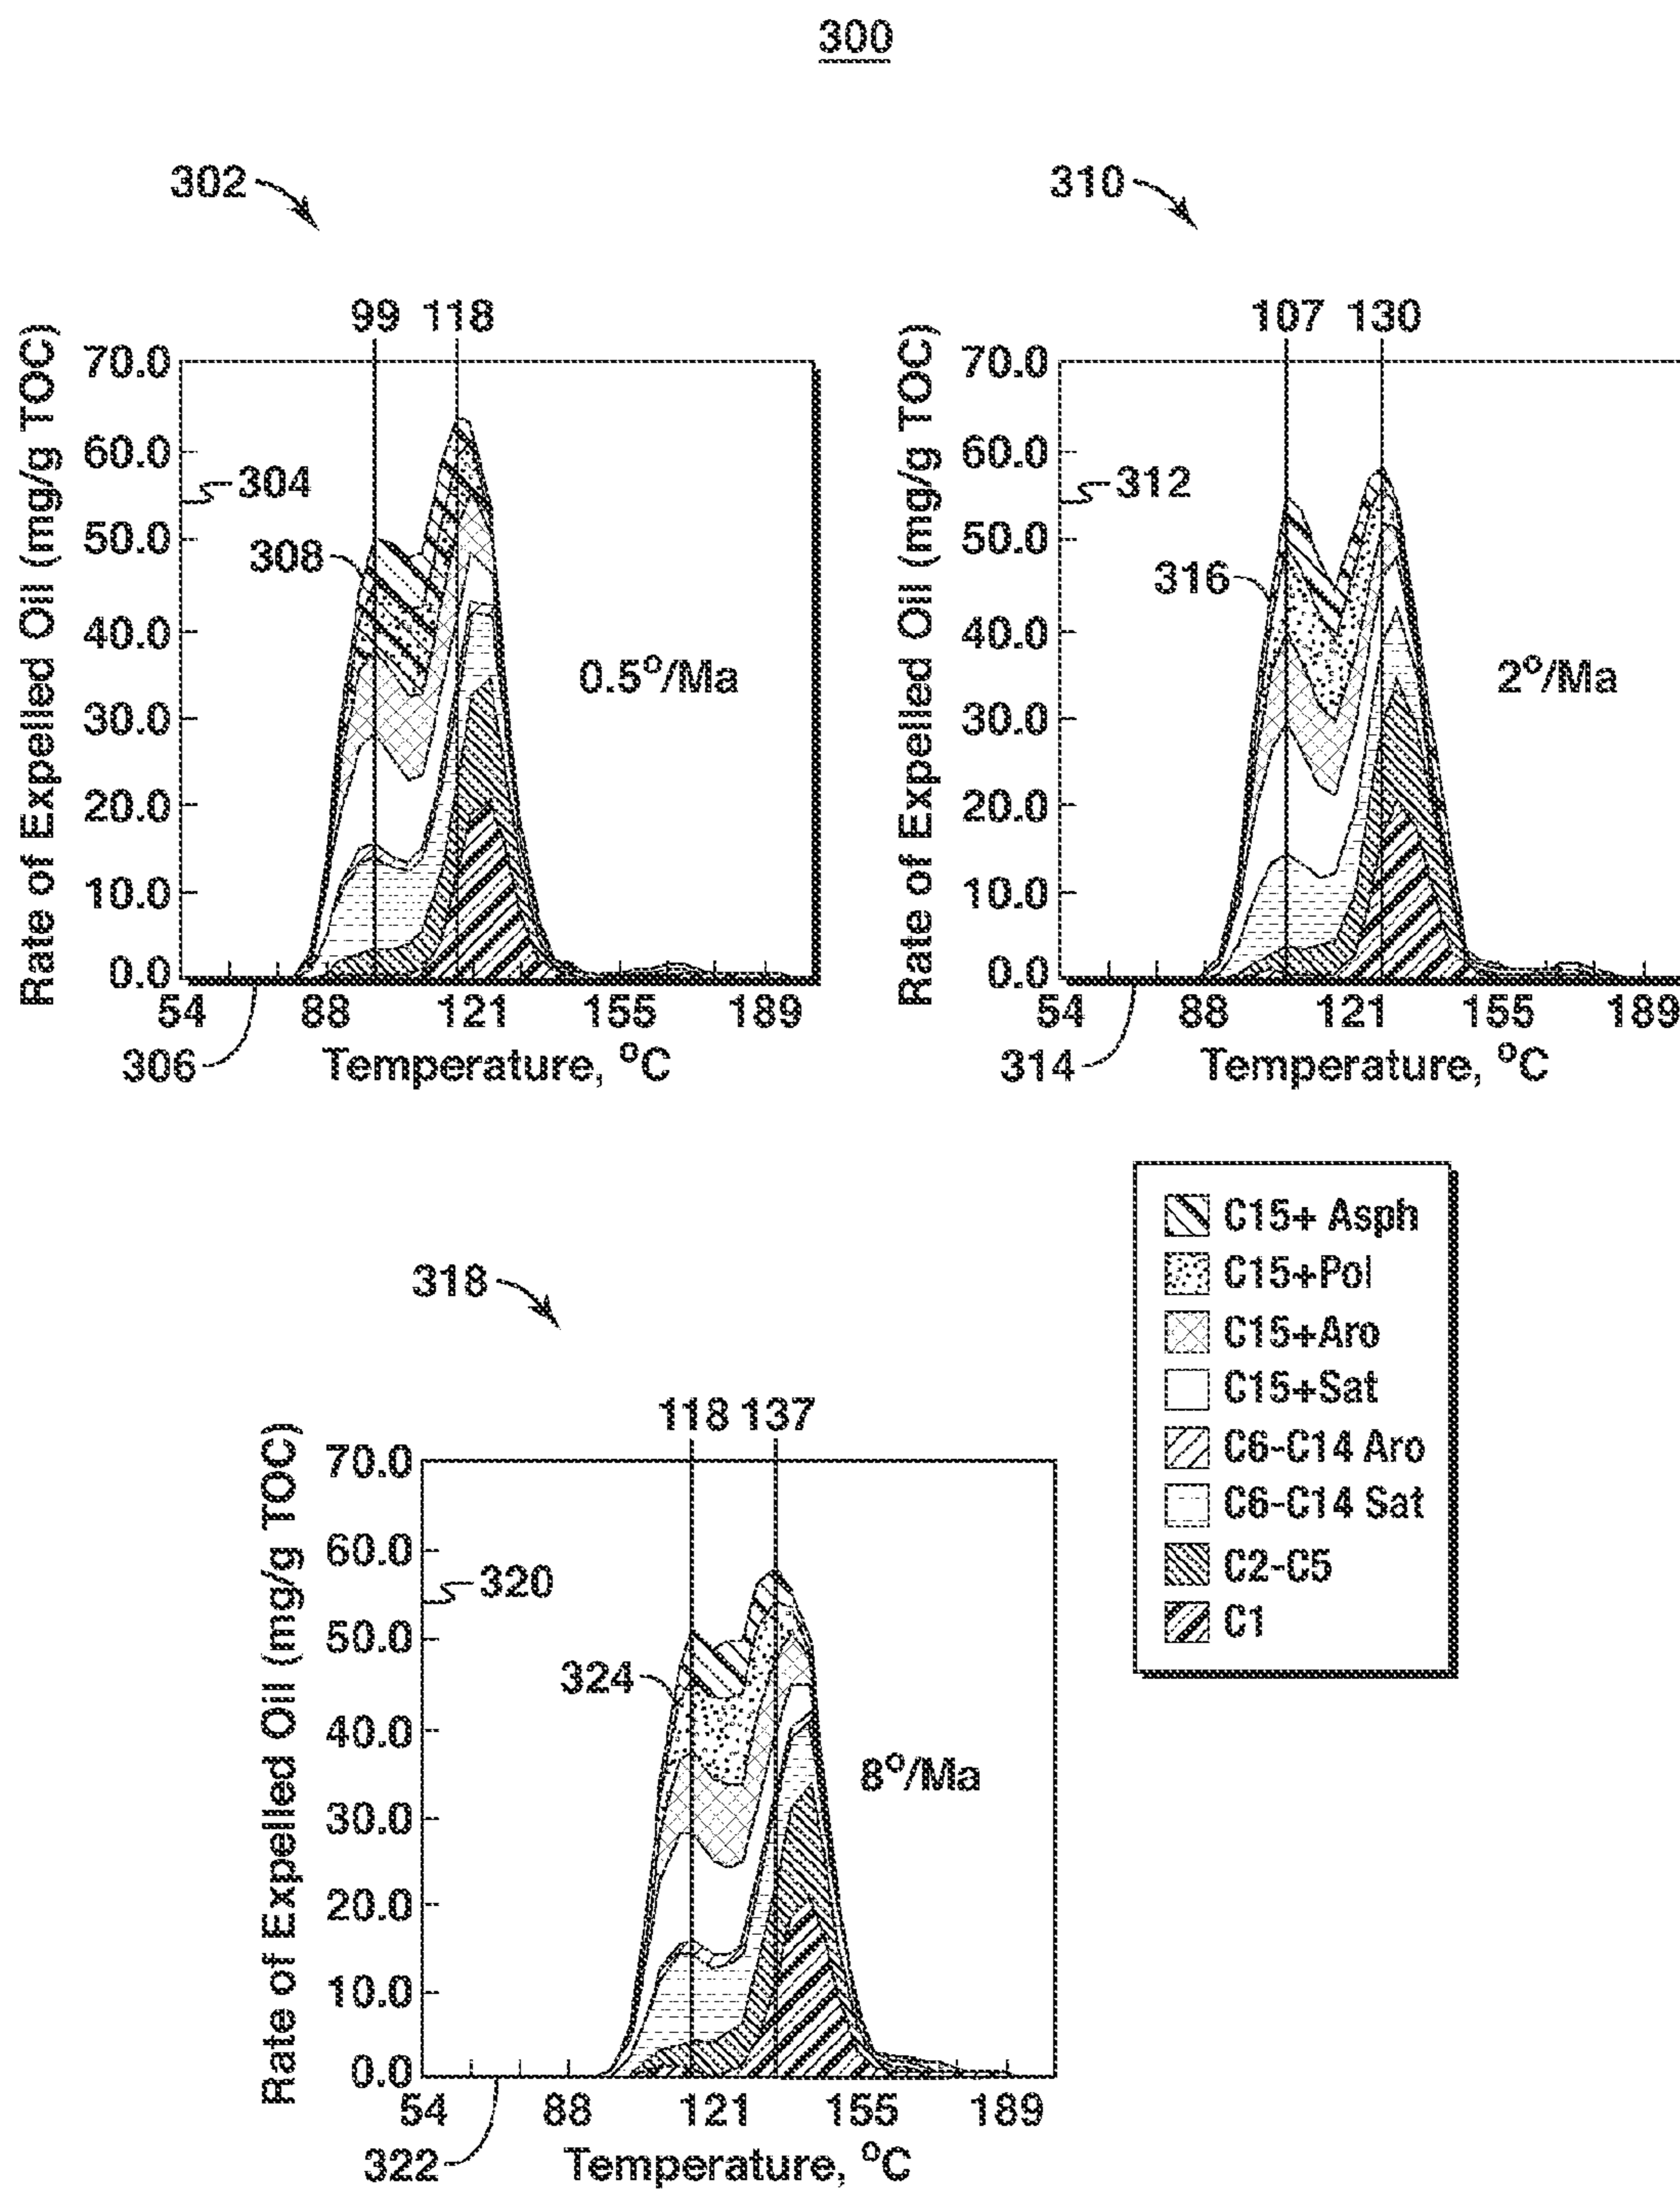 300
302
310
99 118
107 130
Rate of Expelled Oil (mg/g TOC)
70.0
60.0
50.0
40.0
30.0
20.0
10.0
0.0
304
308
0.5°/Ma
54 88 121 155 189
306
Temperature, °C
Rate of Expelled Oil (mg/g TOC)
70.0
60.0
50.0
40.0
30.0
20.0
10.0
0.0
312
316
2°/Ma
54 88 121 155 189
314
Temperature, °C
C15+ Asph
C15+Pol
C15+Aro
C15+Sat
C6-C14 Aro
C6-C14 Sat
C2-C5
C1
318
118 137
Rate of Expelled Oil (mg/g TOC)
70.0
60.0
50.0
40.0
30.0
20.0
10.0
0.0
320
324
8°/Ma
54 88 121 155 189
322
Temperature, °C